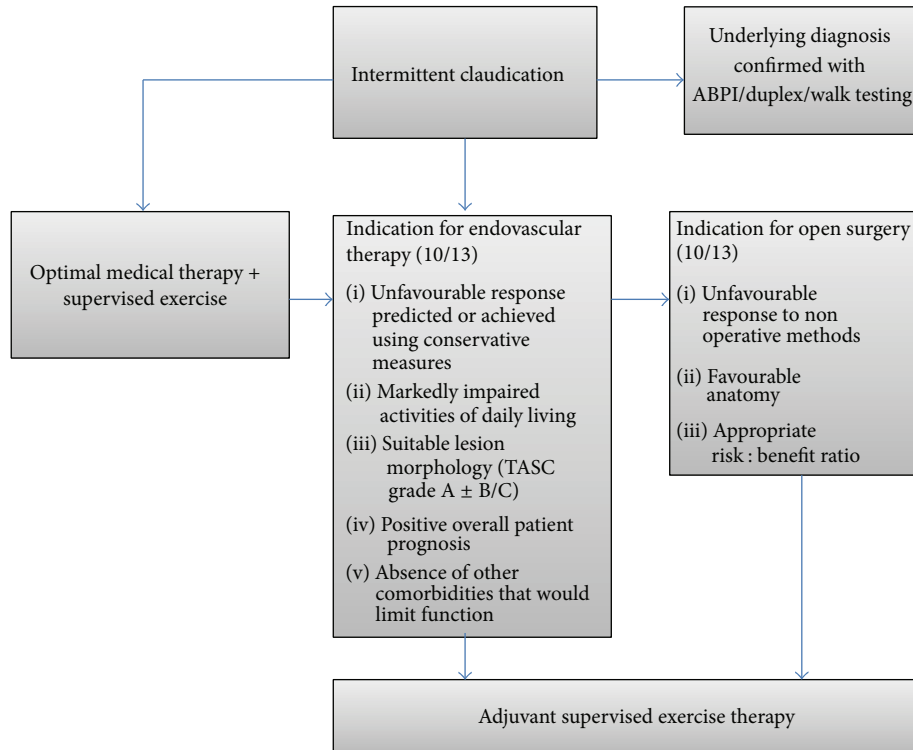 Intermittent claudication
Underlying diagnosis
confirmed with
ABPI/duplex/walk testing
Optimal medical therapy +
supervised exercise
Indication for endovascular
therapy (10/13)
(i) Unfavourable response
predicted or achieved
using conservative
measures
(ii) Markedly impaired
activities of daily living
(iii) Suitable lesion
morphology (TASC
grade A ± B/C)
(iv) Positive overall patient
prognosis
(v) Absence of other
comorbidities that would
limit function
Indication for open surgery
(10/13)
(i) Unfavourable
response to non
operative methods
(ii) Favourable
anatomy
(iii) Appropriate
risk : benefit ratio
Adjuvant supervised exercise therapy